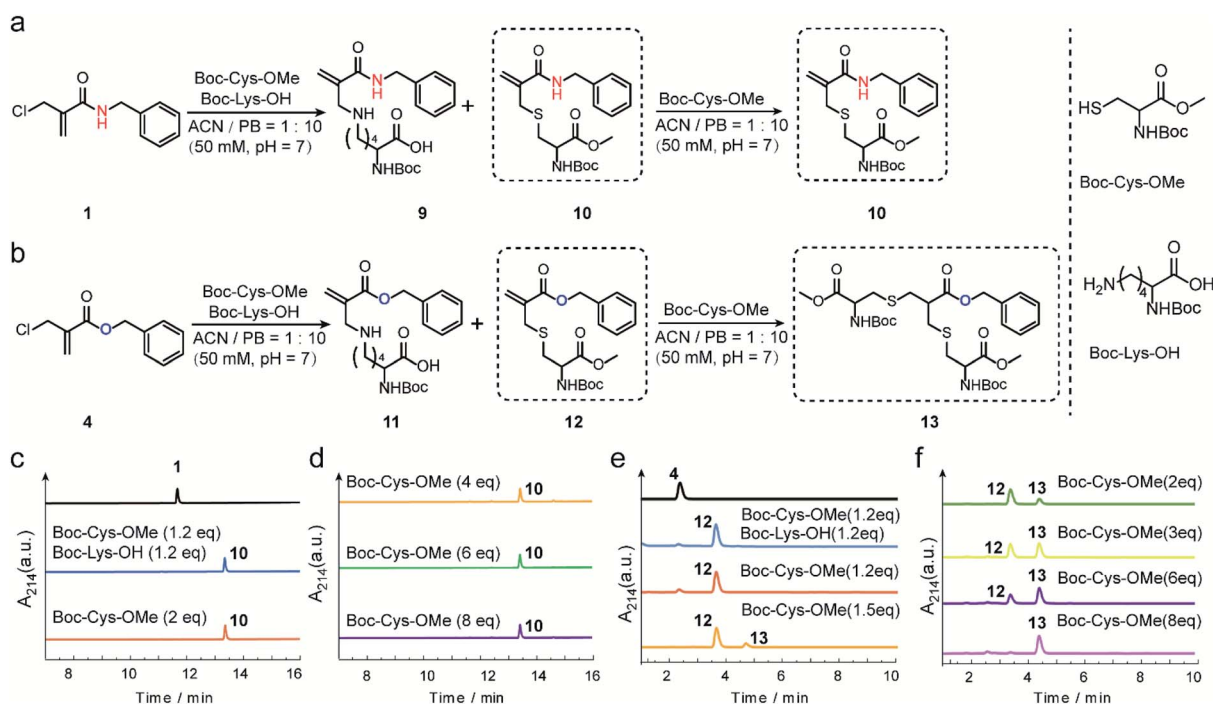 a
O
Cl
N
H
Boc-Cys-OMe
Boc-Lys-OH
ACN / PB = 1 : 10
(50 mM, pH = 7)
O
N
H
NH
4
O
OH
NHBoc
+
O
N
H
S
O
O
NHBoc
Boc-Cys-OMe
ACN / PB = 1 : 10
(50 mM, pH = 7)
O
N
H
S
O
O
NHBoc
HS
O
O
NHBoc
Boc-Cys-OMe
1
9
10
10
b
O
Cl
O
Boc-Cys-OMe
Boc-Lys-OH
ACN / PB = 1 : 10
(50 mM, pH = 7)
O
O
NH
4
O
OH
NHBoc
+
O
O
S
O
O
NHBoc
Boc-Cys-OMe
ACN / PB = 1 : 10
(50 mM, pH = 7)
O
O
S
NHBoc
O
O
S
O
O
NHBoc
H2N
4
O
OH
NHBoc
Boc-Lys-OH
4
11
12
13
c
1
Boc-Cys-OMe (1.2 eq)
Boc-Lys-OH (1.2 eq)
10
Boc-Cys-OMe (2 eq)
10
A214(a.u.)
8 10 12 14 16
Time / min
d
Boc-Cys-OMe (4 eq)
10
Boc-Cys-OMe (6 eq)
10
Boc-Cys-OMe (8 eq)
10
A214(a.u.)
8 10 12 14 16
Time / min
e
4
12
Boc-Cys-OMe(1.2eq)
Boc-Lys-OH(1.2eq)
12
Boc-Cys-OMe(1.2eq)
12
13
Boc-Cys-OMe(1.5eq)
A214(a.u.)
2 4 6 8 10
Time / min
f
12
13
Boc-Cys-OMe(2eq)
12
13
Boc-Cys-OMe(3eq)
12
13
Boc-Cys-OMe(6eq)
13
Boc-Cys-OMe(8eq)
A214(a.u.)
2 4 6 8 10
Time / min